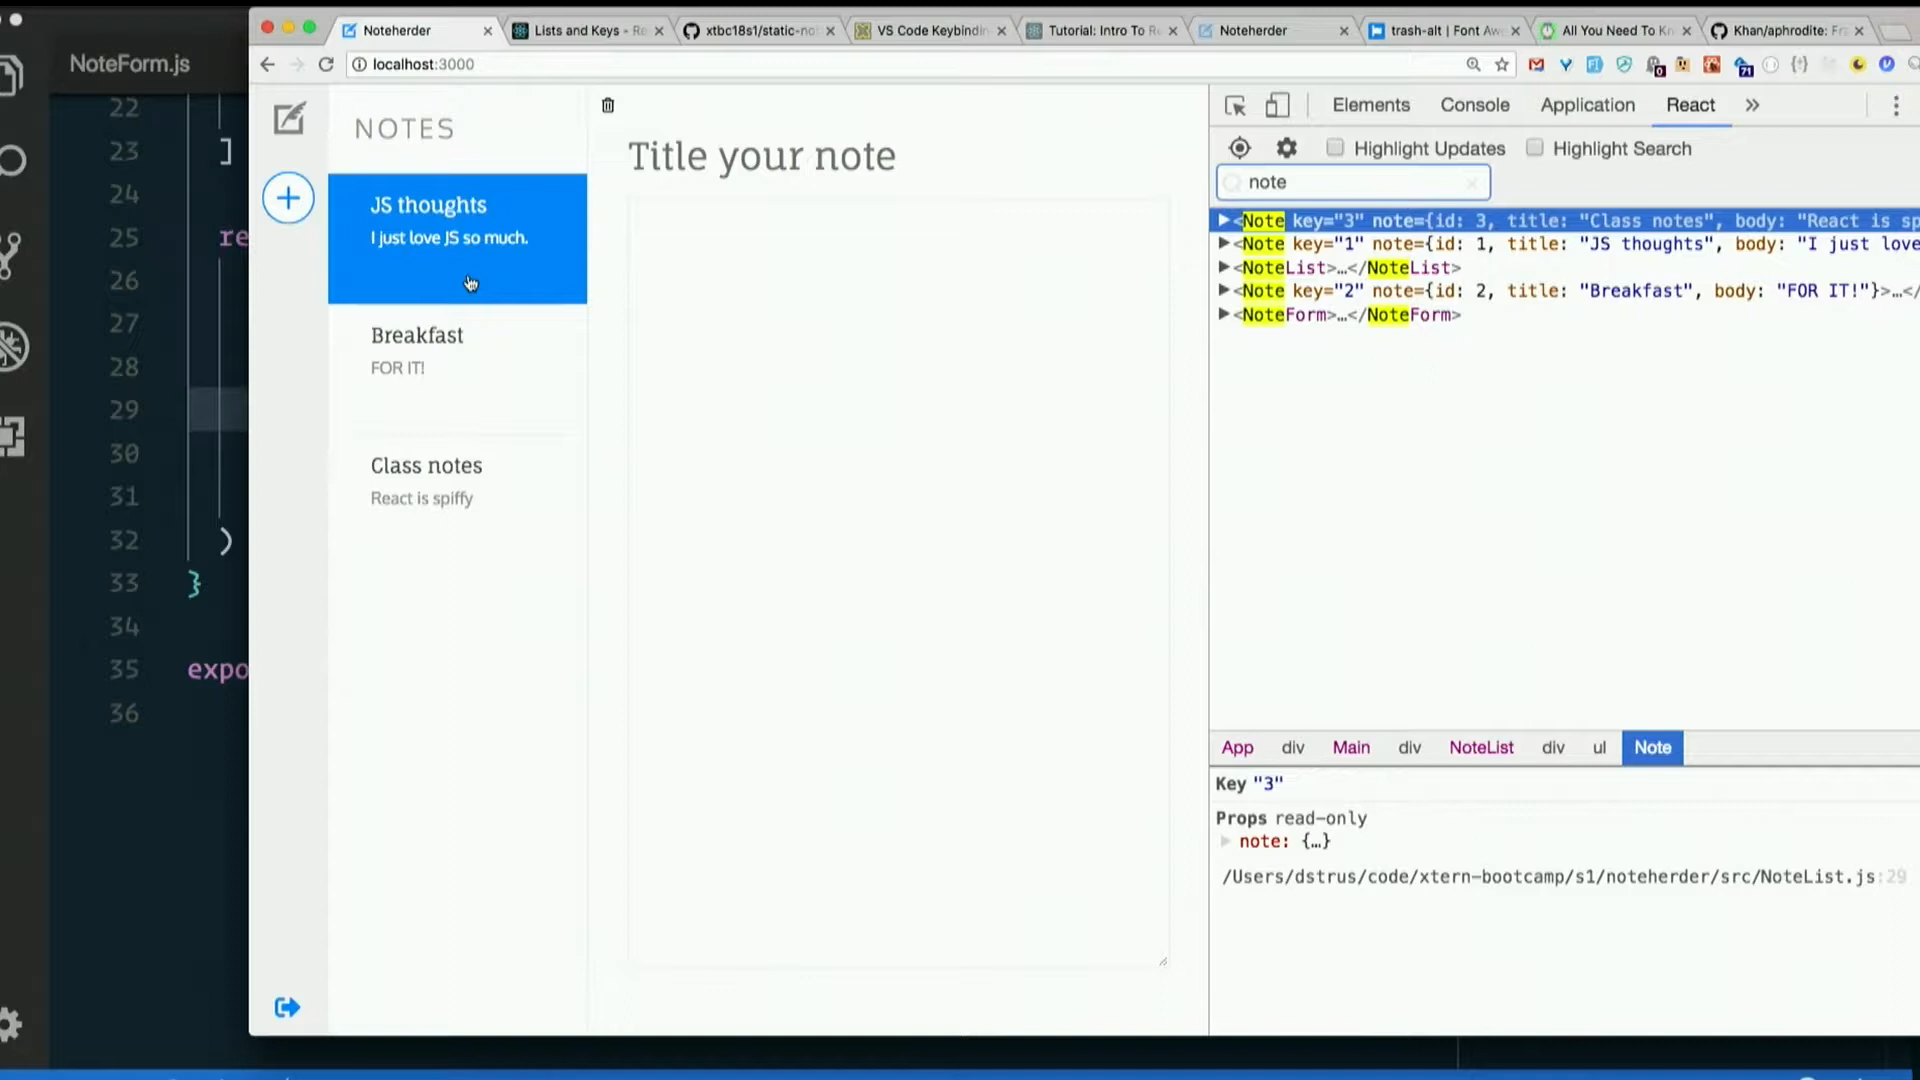 Noteherder
Lists and Keys - Re
xtbc18s1/static-no
VS Code Keybindin
Tutorial: Intro To R
Noteherder
trash-alt | Font Aw
All You Need To Kn
Khan/aphrodite: Fr
localhost:3000
0
71
NoteForm.js
22
23 ]
24
25 re
26
27
28
29
30
31
32 )
33 }
34
35 expo
36
NOTES
JS thoughts
I just love JS so much.
Breakfast
FOR IT!
Class notes
React is spiffy
Title your note
Elements Console Application React »
Highlight Updates Highlight Search
note
<Note key="3" note={id: 3, title: "Class notes", body: "React is sp
<Note key="1" note={id: 1, title: "JS thoughts", body: "I just love
<NoteList>…</NoteList>
<Note key="2" note={id: 2, title: "Breakfast", body: "FOR IT!"}>…</
<NoteForm>…</NoteForm>
App div Main div NoteList div ul Note
Key "3"
Props read-only
note: {…}
/Users/dstrus/code/xtern-bootcamp/s1/noteherder/src/NoteList.js:29